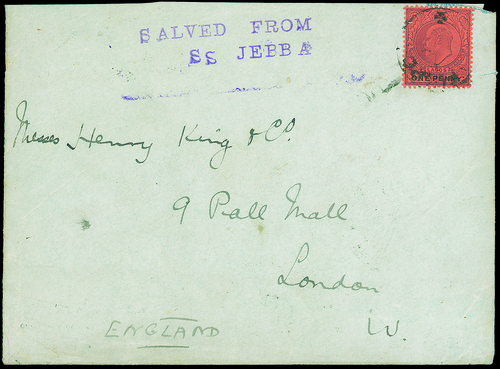 SALVED FROM
SS JEBBA
ONE PENNY
Messrs Henry King & Co.
9 Pall Mall
London
W.
ENGLAND